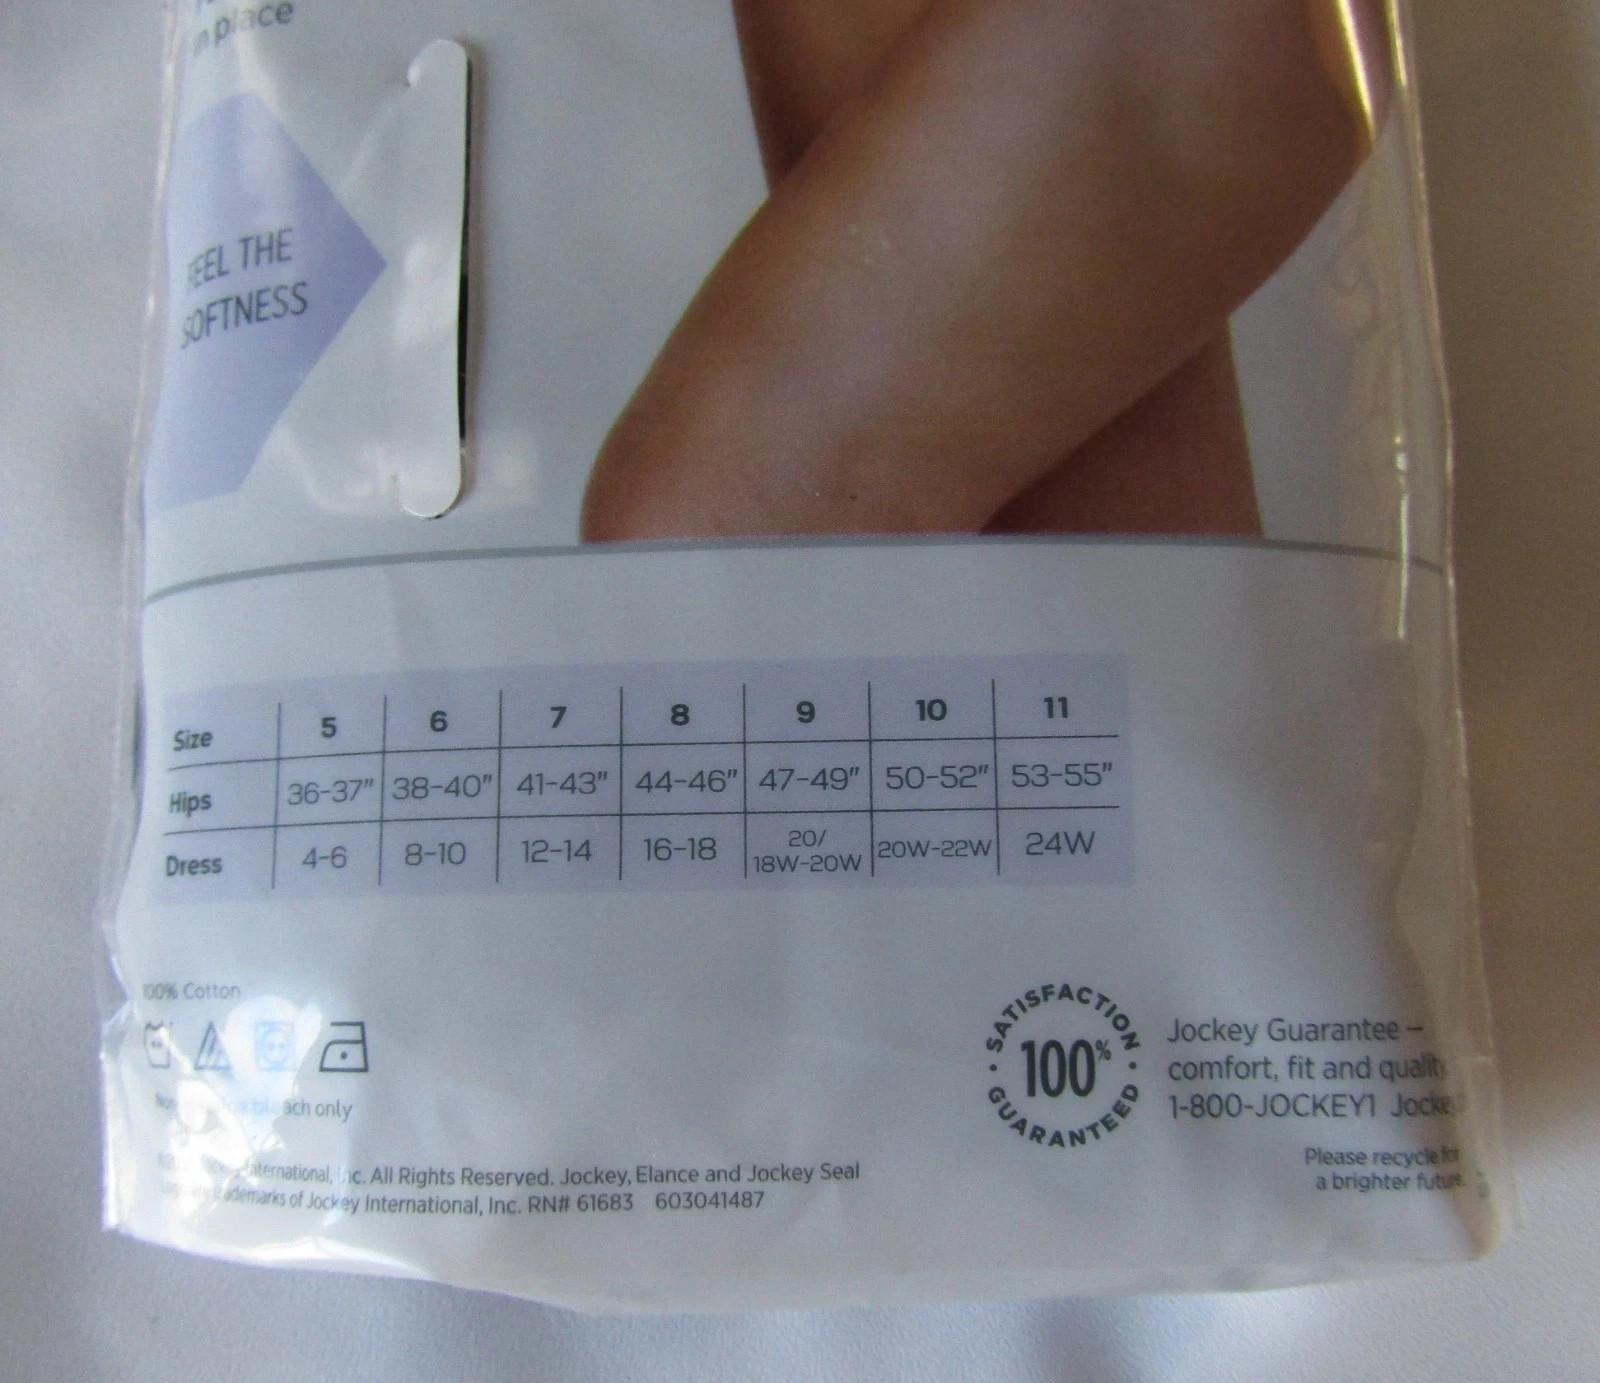 in place
FEEL THE
SOFTNESS
Size 5 6 7 8 9 10 11
Hips 36-37" 38-40" 41-43" 44-46" 47-49" 50-52" 53-55"
Dress 4-6 8-10 12-14 16-18 20/ 18W-20W 20W-22W 24W
100% Cotton
bleach only
International, Inc. All Rights Reserved. Jockey, Elance and Jockey Seal
trademarks of Jockey International, Inc. RN# 61683 603041487
SATISFACTION
100%
GUARANTEED
Jockey Guarantee –
comfort, fit and quality
1-800-JOCKEY1 Jockey
Please recycle for
a brighter future.